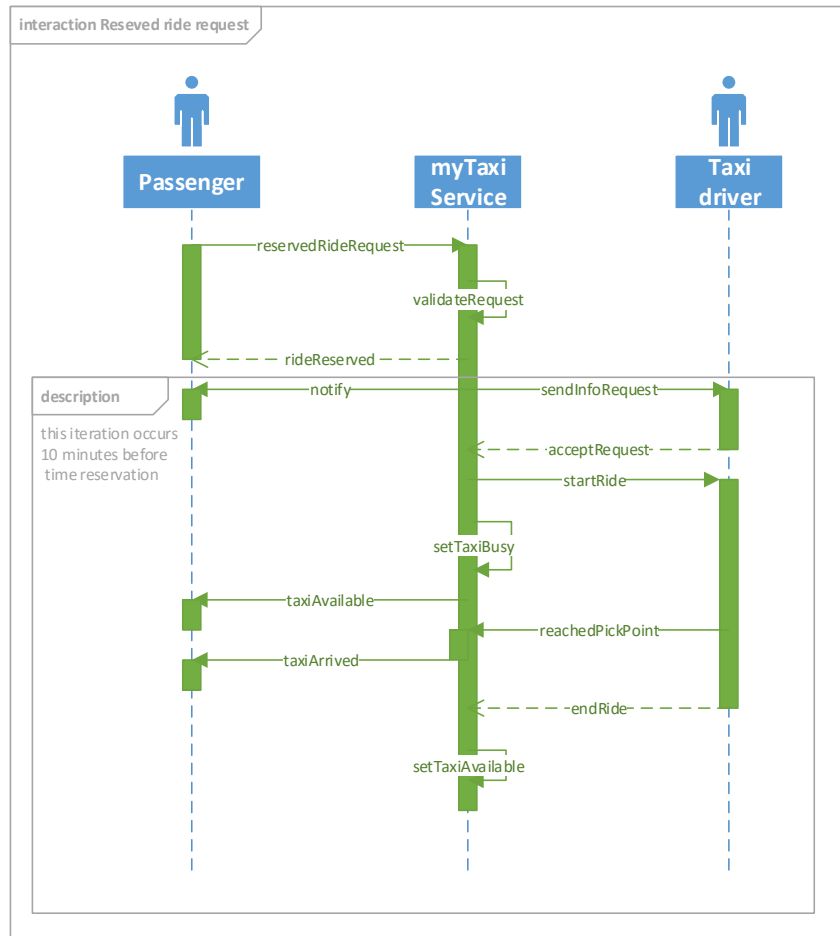 interaction Reseved ride request
Passenger
myTaxi
Service
Taxi
driver
reservedRideRequest
validateRequest
rideReserved
description
notify
sendInfoRequest
this iteration occurs
10 minutes before
time reservation
acceptRequest
startRide
setTaxiBusy
taxiAvailable
reachedPickPoint
taxiArrived
endRide
setTaxiAvailable